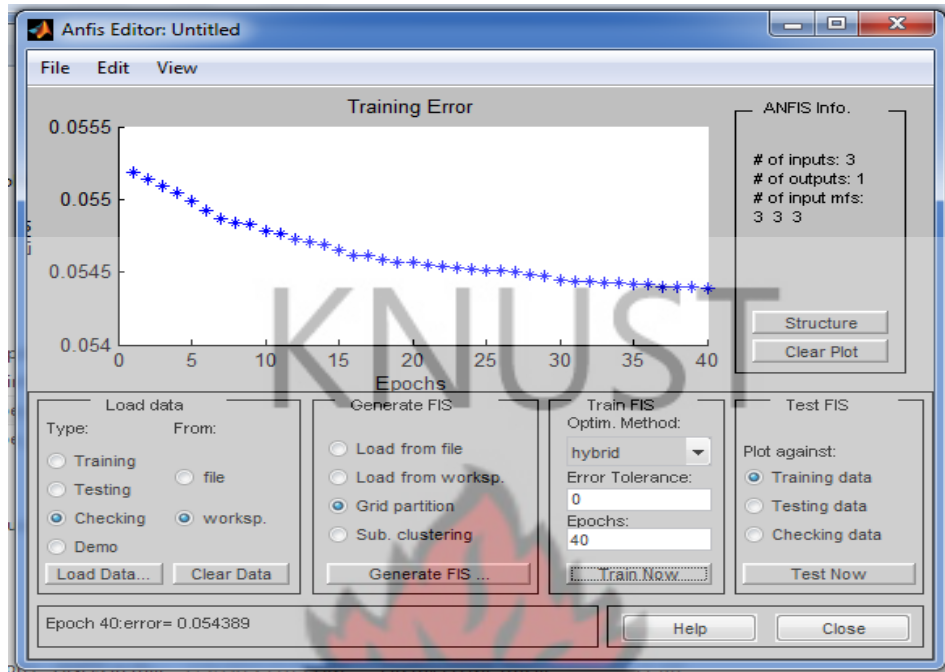 Anfis Editor: Untitled
File Edit View
Training Error
0.0555
0.055
0.0545
0.054
0 5 10 15 20 25 30 35 40
Epochs
ANFIS Info.
# of inputs: 3
# of outputs: 1
# of input mfs:
3 3 3
Structure
Clear Plot
KNUST
Load data
Type: From:
Training
Testing
Checking
Demo
file
worksp.
Load Data... Clear Data
Generate FIS
Load from file
Load from worksp.
Grid partition
Sub. clustering
Generate FIS ...
Train FIS
Optim. Method:
hybrid
Error Tolerance:
0
Epochs:
40
Train Now
Test FIS
Plot against:
Training data
Testing data
Checking data
Test Now
Epoch 40:error= 0.054389
Help Close